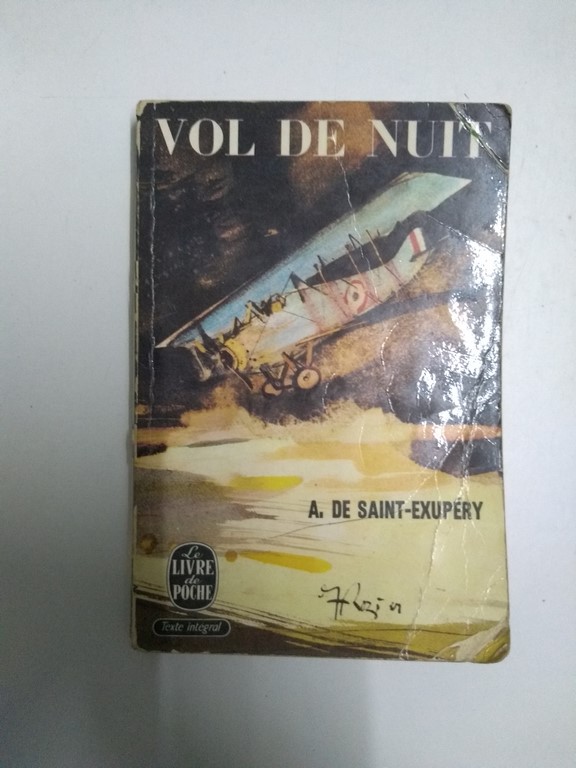 VOL DE NUIT
A. DE SAINT-EXUPÉRY
Le
LIVRE
de
POCHE
Texte intégral